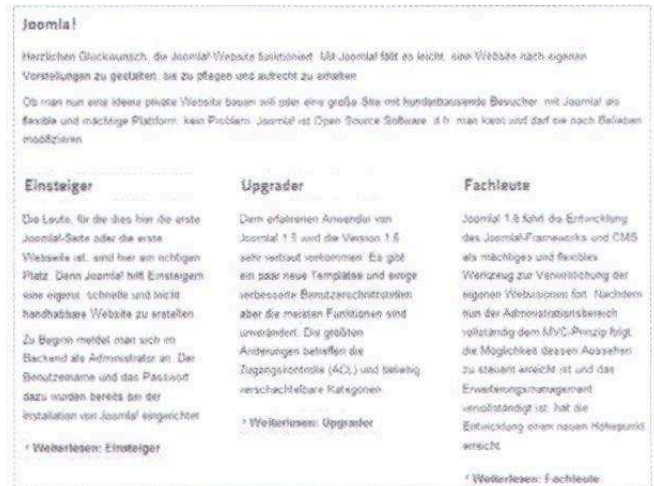 Joomla!
Herzlichen Glückwunsch, die Joomla!-Website funktioniert. Mit Joomla! fällt es leicht, eine Website nach eigenen
Vorstellungen zu gestalten, sie zu pflegen und aufrecht zu erhalten
Ob man nun eine kleine private Website bauen will oder eine große Site mit hunderttausende Besucher, mit Joomla! als
flexible und mächtige Plattform, kein Problem. Joomla! ist Open Source Software, d.h. man kann und darf sie nach Belieben
modifizieren
Einsteiger
Die Leute, für die dies hier die erste
Joomla!-Seite oder die erste
Webseite ist, sind hier am richtigen
Platz. Denn Joomla! hilft Einsteigern
eine eigene, schnelle und leicht
handhabbare Website zu erstellen.
Zu Beginn meldet man sich im
Backend als Administrator an. Der
Benutzername und das Passwort
dazu wurden bereits bei der
Installation von Joomla! eingerichtet
Weiterlesen: Einsteiger
Upgrader
Dem erfahrenen Anwender von
Joomla! 1.5 wird die Version 1.6
sehr vertraut vorkommen. Es gibt
ein paar neue Templates und einige
verbesserte Benutzerschnittstellen
aber die meisten Funktionen sind
unverändert. Die größten
Änderungen betreffen die
Zugangskontrolle (ACL) und beliebig
verschachtelbare Kategorien
Weiterlesen: Upgrader
Fachleute
Joomla! 1.6 führt die Entwicklung
des Joomla!-Frameworks und CMS
als mächtiges und flexibles
Werkzeug zur Verwirklichung der
eigenen Webvisionen fort. Nachdem
nun der Administrationsbereich
vollständig dem MVC-Prinzip folgt,
die Möglichkeit dessen Aussehen
zu steuern erreicht ist und das
Erweiterungsmanagement
vervollständigt ist, hat die
Entwicklung einen neuen Höhepunkt
erreicht.
Weiterlesen: Fachleute